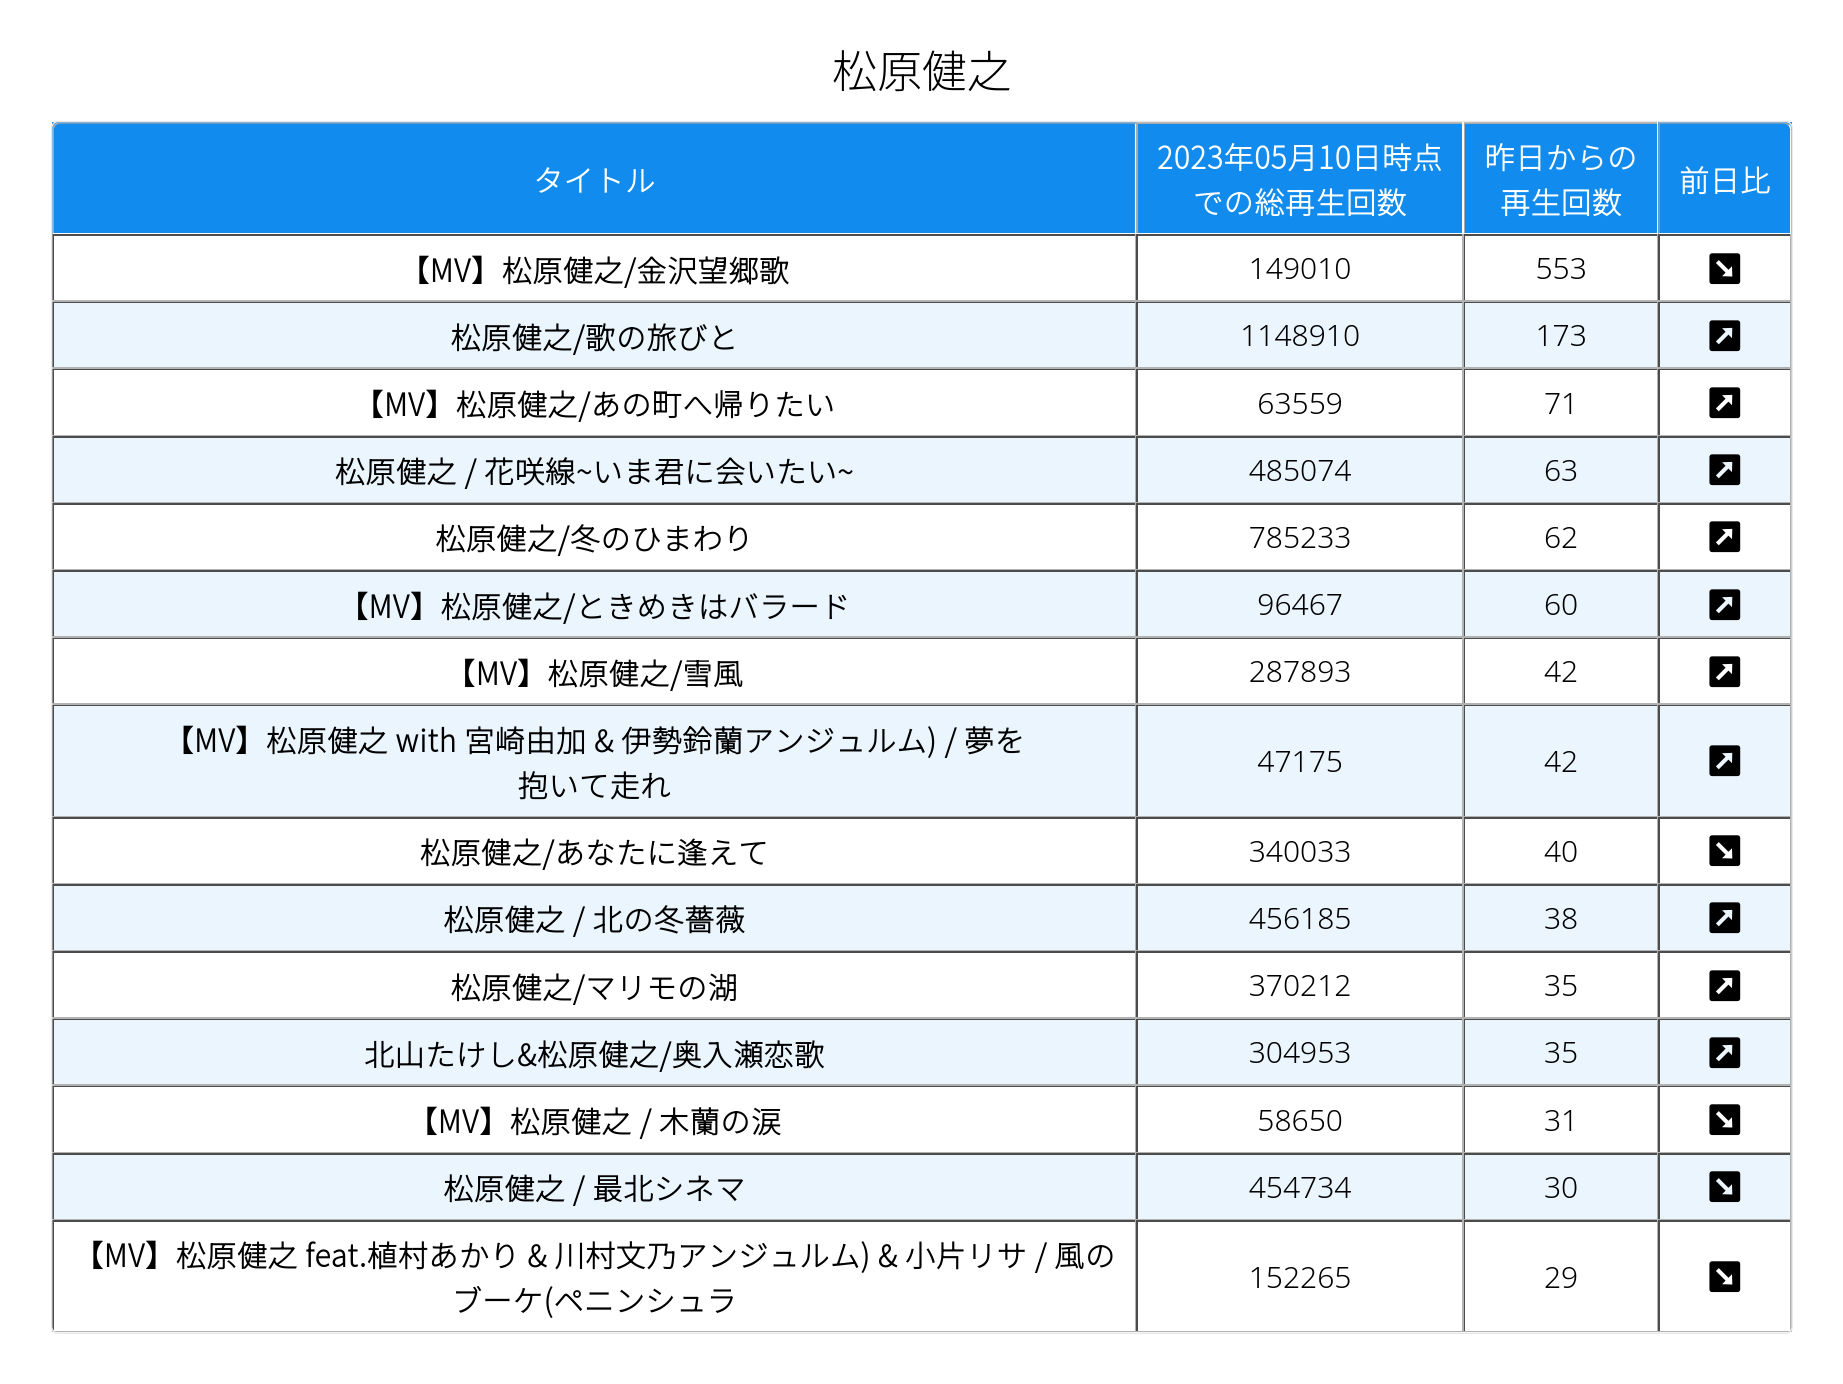 松原健之
タイトル
2023年05月10日時点
での総再生回数
昨日からの
再生回数
前日比
【MV】松原健之/金沢望郷歌 149010 553
松原健之/歌の旅びと 1148910 173
【MV】松原健之/あの町へ帰りたい 63559 71
松原健之 / 花咲線~いま君に会いたい~ 485074 63
松原健之/冬のひまわり 785233 62
【MV】松原健之/ときめきはバラード 96467 60
【MV】松原健之/雪風 287893 42
【MV】松原健之 with 宮崎由加 & 伊勢鈴蘭アンジュルム) / 夢を
抱いて走れ 47175 42
松原健之/あなたに逢えて 340033 40
松原健之 / 北の冬薔薇 456185 38
松原健之/マリモの湖 370212 35
北山たけし&松原健之/奥入瀬恋歌 304953 35
【MV】松原健之 / 木蘭の涙 58650 31
松原健之 / 最北シネマ 454734 30
【MV】松原健之 feat.植村あかり & 川村文乃アンジュルム) & 小片リサ / 風の
ブーケ(ペニンシュラ 152265 29